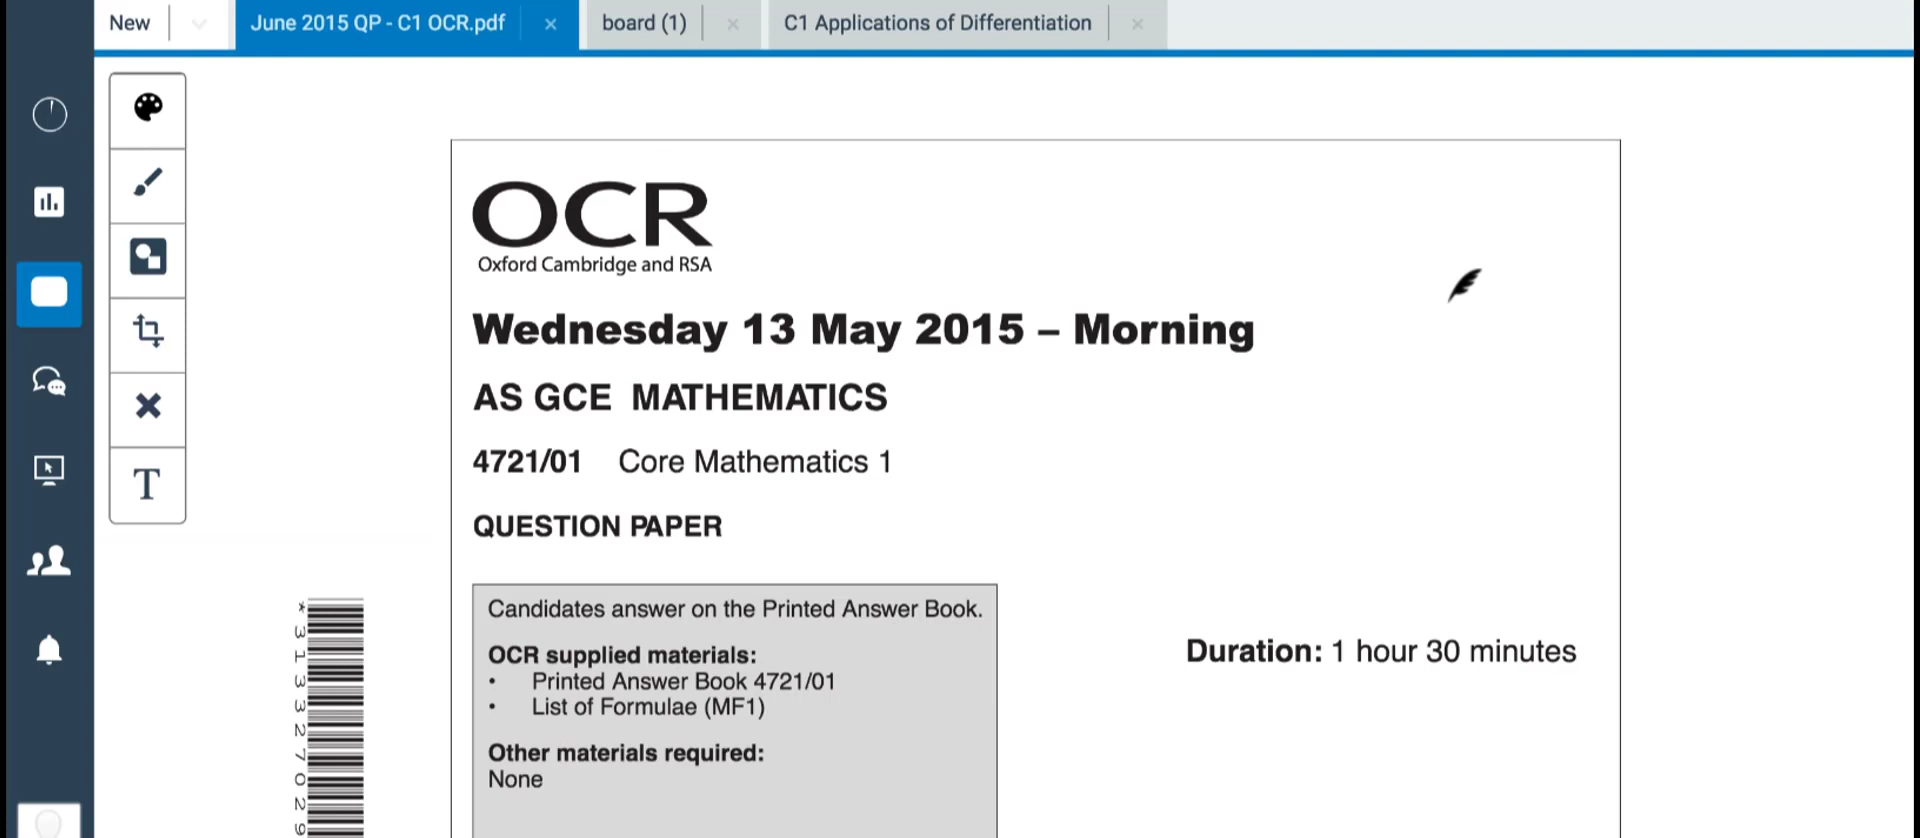 New
June 2015 QP - C1 OCR.pdf
board (1)
C1 Applications of Differentiation
T
OCR
Oxford Cambridge and RSA
Wednesday 13 May 2015 – Morning
AS GCE MATHEMATICS
4721/01 Core Mathematics 1
QUESTION PAPER
Candidates answer on the Printed Answer Book.
OCR supplied materials:
• Printed Answer Book 4721/01
• List of Formulae (MF1)
Other materials required:
None
Duration: 1 hour 30 minutes
*313327029